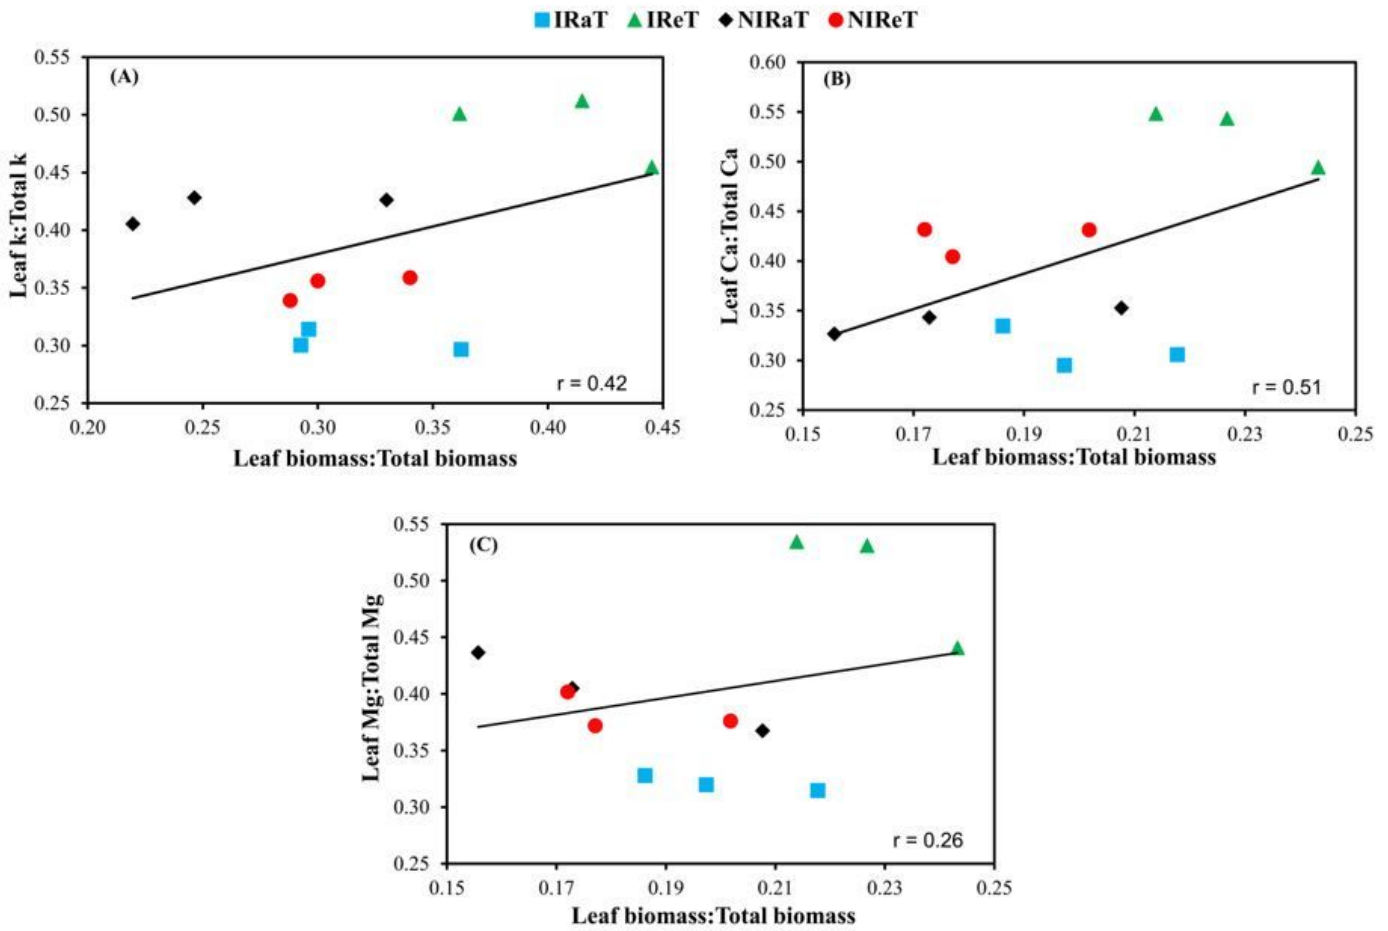 IRaT IReT NIRaT NIReT
(A)
0.55
0.50
0.45
0.40
0.35
0.30
0.25
Leaf k:Total k
r = 0.42
0.20 0.25 0.30 0.35 0.40 0.45
Leaf biomass:Total biomass
(B)
0.60
0.55
0.50
0.45
0.40
0.35
0.30
0.25
Leaf Ca:Total Ca
r = 0.51
0.15 0.17 0.19 0.21 0.23 0.25
Leaf biomass:Total biomass
(C)
0.55
0.50
0.45
0.40
0.35
0.30
0.25
Leaf Mg:Total Mg
r = 0.26
0.15 0.17 0.19 0.21 0.23 0.25
Leaf biomass:Total biomass